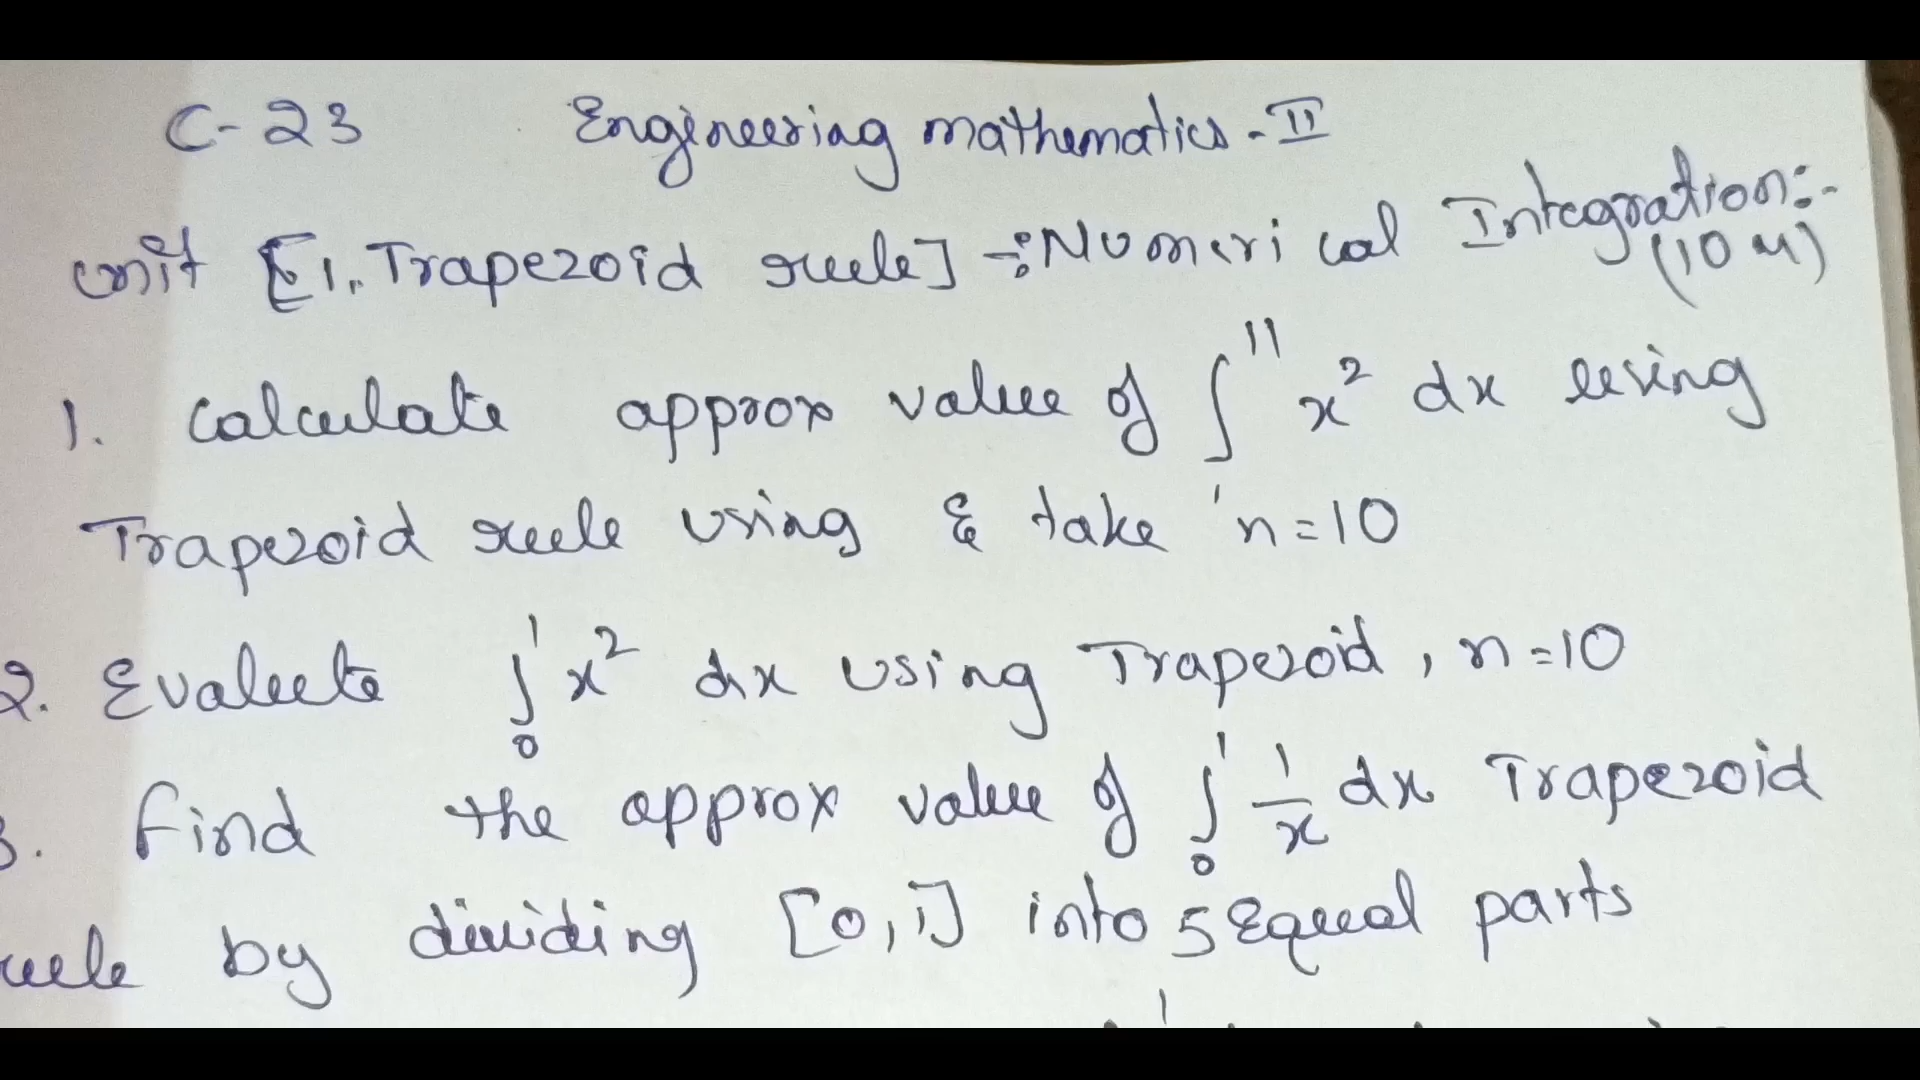 C-23 Engineering mathematics-II
unit [1. Trapezoid rule] ÷ Numerical Integration:-
(10 M)
1. Calculate approx value of ∫₁¹¹ x² dx using
Trapezoid rule using & take n=10
2. Evaluate ∫₀¹ x² dx using Trapezoid, n=10
3. Find the approx value of ∫₀¹ 1/x dx Trapezoid
rule by dividing [0,1] into 5 Equal parts